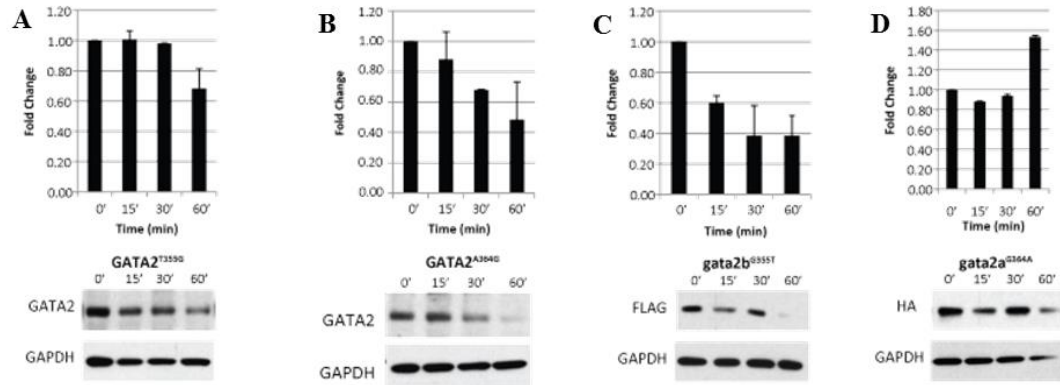 A
Fold Change
1.20
1.00
0.80
0.60
0.40
0.20
0.00
0' 15' 30' 60'
Time (min)
GATA2T353G
0' 15' 30' 60'
GATA2
GAPDH
B
Fold Change
1.20
1.00
0.80
0.60
0.40
0.20
0.00
0' 15' 30' 60'
Time (min)
GATA2A364G
0' 15' 30' 60'
GATA2
GAPDH
C
Fold Change
1.20
1.00
0.80
0.60
0.40
0.20
0.00
0' 15' 30' 60'
Time (min)
gata2bG355T
0' 15' 30' 60'
FLAG
GAPDH
D
Fold Change
1.80
1.60
1.40
1.20
1.00
0.80
0.60
0.40
0.20
0.00
0' 15' 30' 60'
Time (min)
gata2aG364A
0' 15' 30' 60'
HA
GAPDH